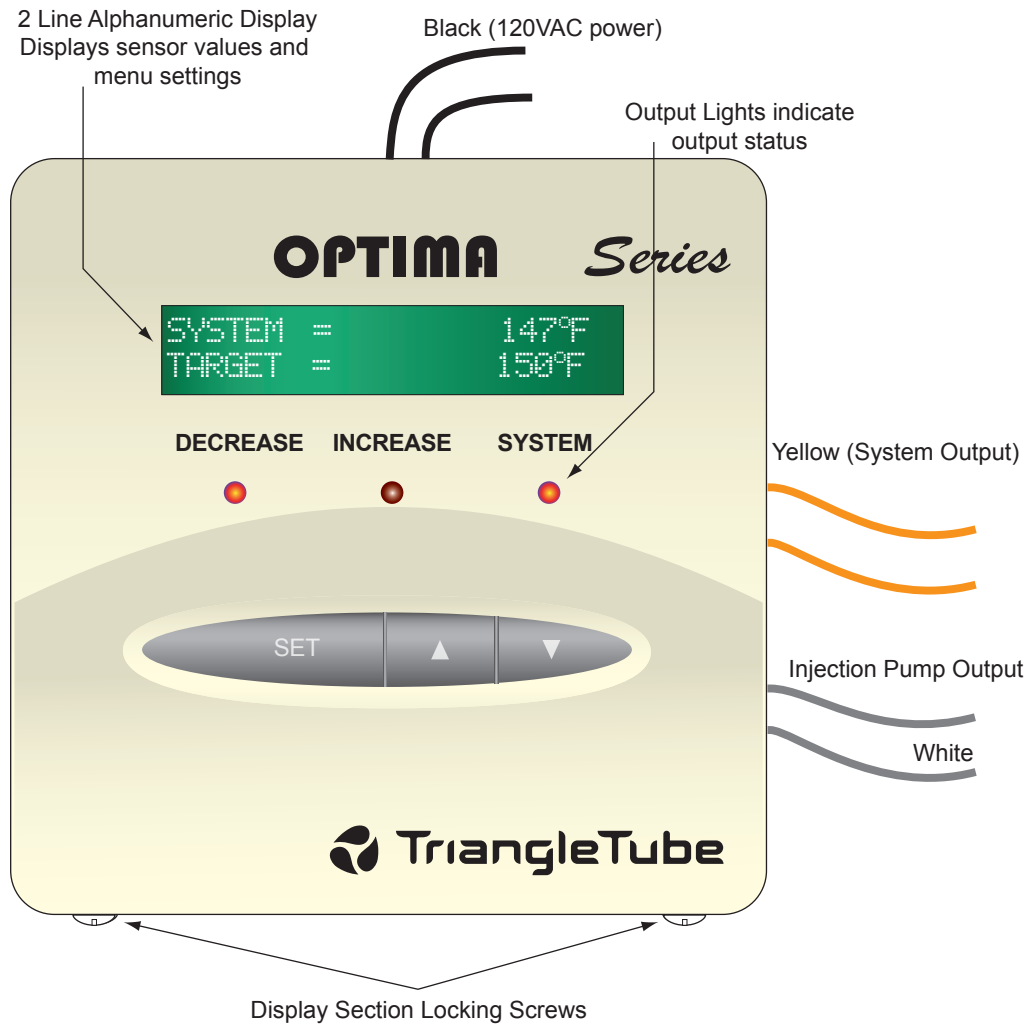 2 Line Alphanumeric Display
Displays sensor values and
menu settings
Black (120VAC power)
Output Lights indicate
output status
OPTIMA Series
SYSTEM = 147°F
TARGET = 150°F
DECREASE INCREASE SYSTEM
Yellow (System Output)
SET ▲ ▼
Injection Pump Output
White
TriangleTube
Display Section Locking Screws